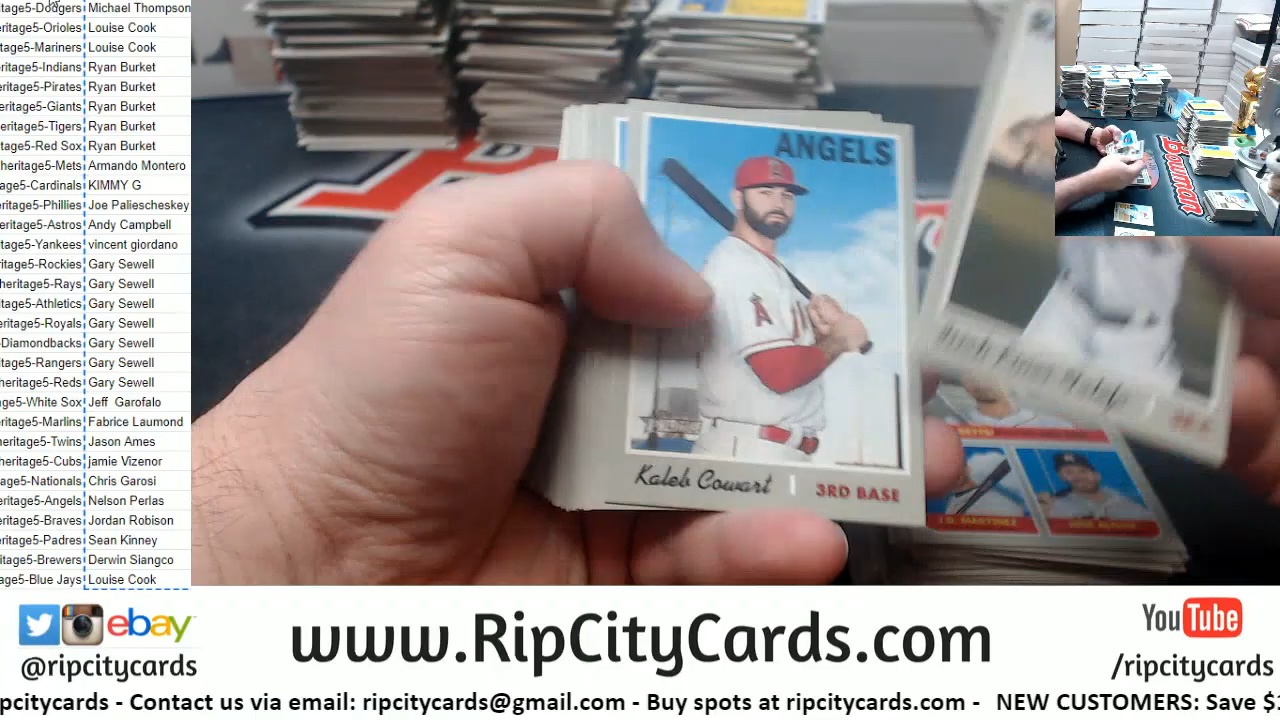 itage5-Dodgers Michael Thompson
eritage5-Orioles Louise Cook
tage5-Mariners Louise Cook
eritage5-Indians Ryan Burket
eritage5-Pirates Ryan Burket
eritage5-Giants Ryan Burket
eritage5-Tigers Ryan Burket
itage5-Red Sox Ryan Burket
heritage5-Mets Armando Montero
age5-Cardinals KIMMY G
itage5-Phillies Joe Paliescheskey
eritage5-Astros Andy Campbell
itage5-Yankees vincent giordano
ritage5-Rockies Gary Sewell
heritage5-Rays Gary Sewell
itage5-Athletics Gary Sewell
eritage5-Royals Gary Sewell
-Diamondbacks Gary Sewell
itage5-Rangers Gary Sewell
heritage5-Reds Gary Sewell
age5-White Sox Jeff Garofalo
itage5-Marlins Fabrice Laumond
heritage5-Twins Jason Ames
heritage5-Cubs jamie Vizenor
ge5-Nationals Chris Garosi
eritage5-Angels Nelson Perlas
eritage5-Braves Jordan Robison
eritage5-Padres Sean Kinney
itage5-Brewers Derwin Siangco
age5-Blue Jays Louise Cook
ANGELS
Kaleb Cowart | 3RD BASE
J.D. MARTINEZ
Bowman
ebay
@ripcitycards
www.RipCityCards.com
YouTube
/ripcitycards
ipcitycards - Contact us via email: ripcitycards@gmail.com - Buy spots at ripcitycards.com - NEW CUSTOMERS: Save $